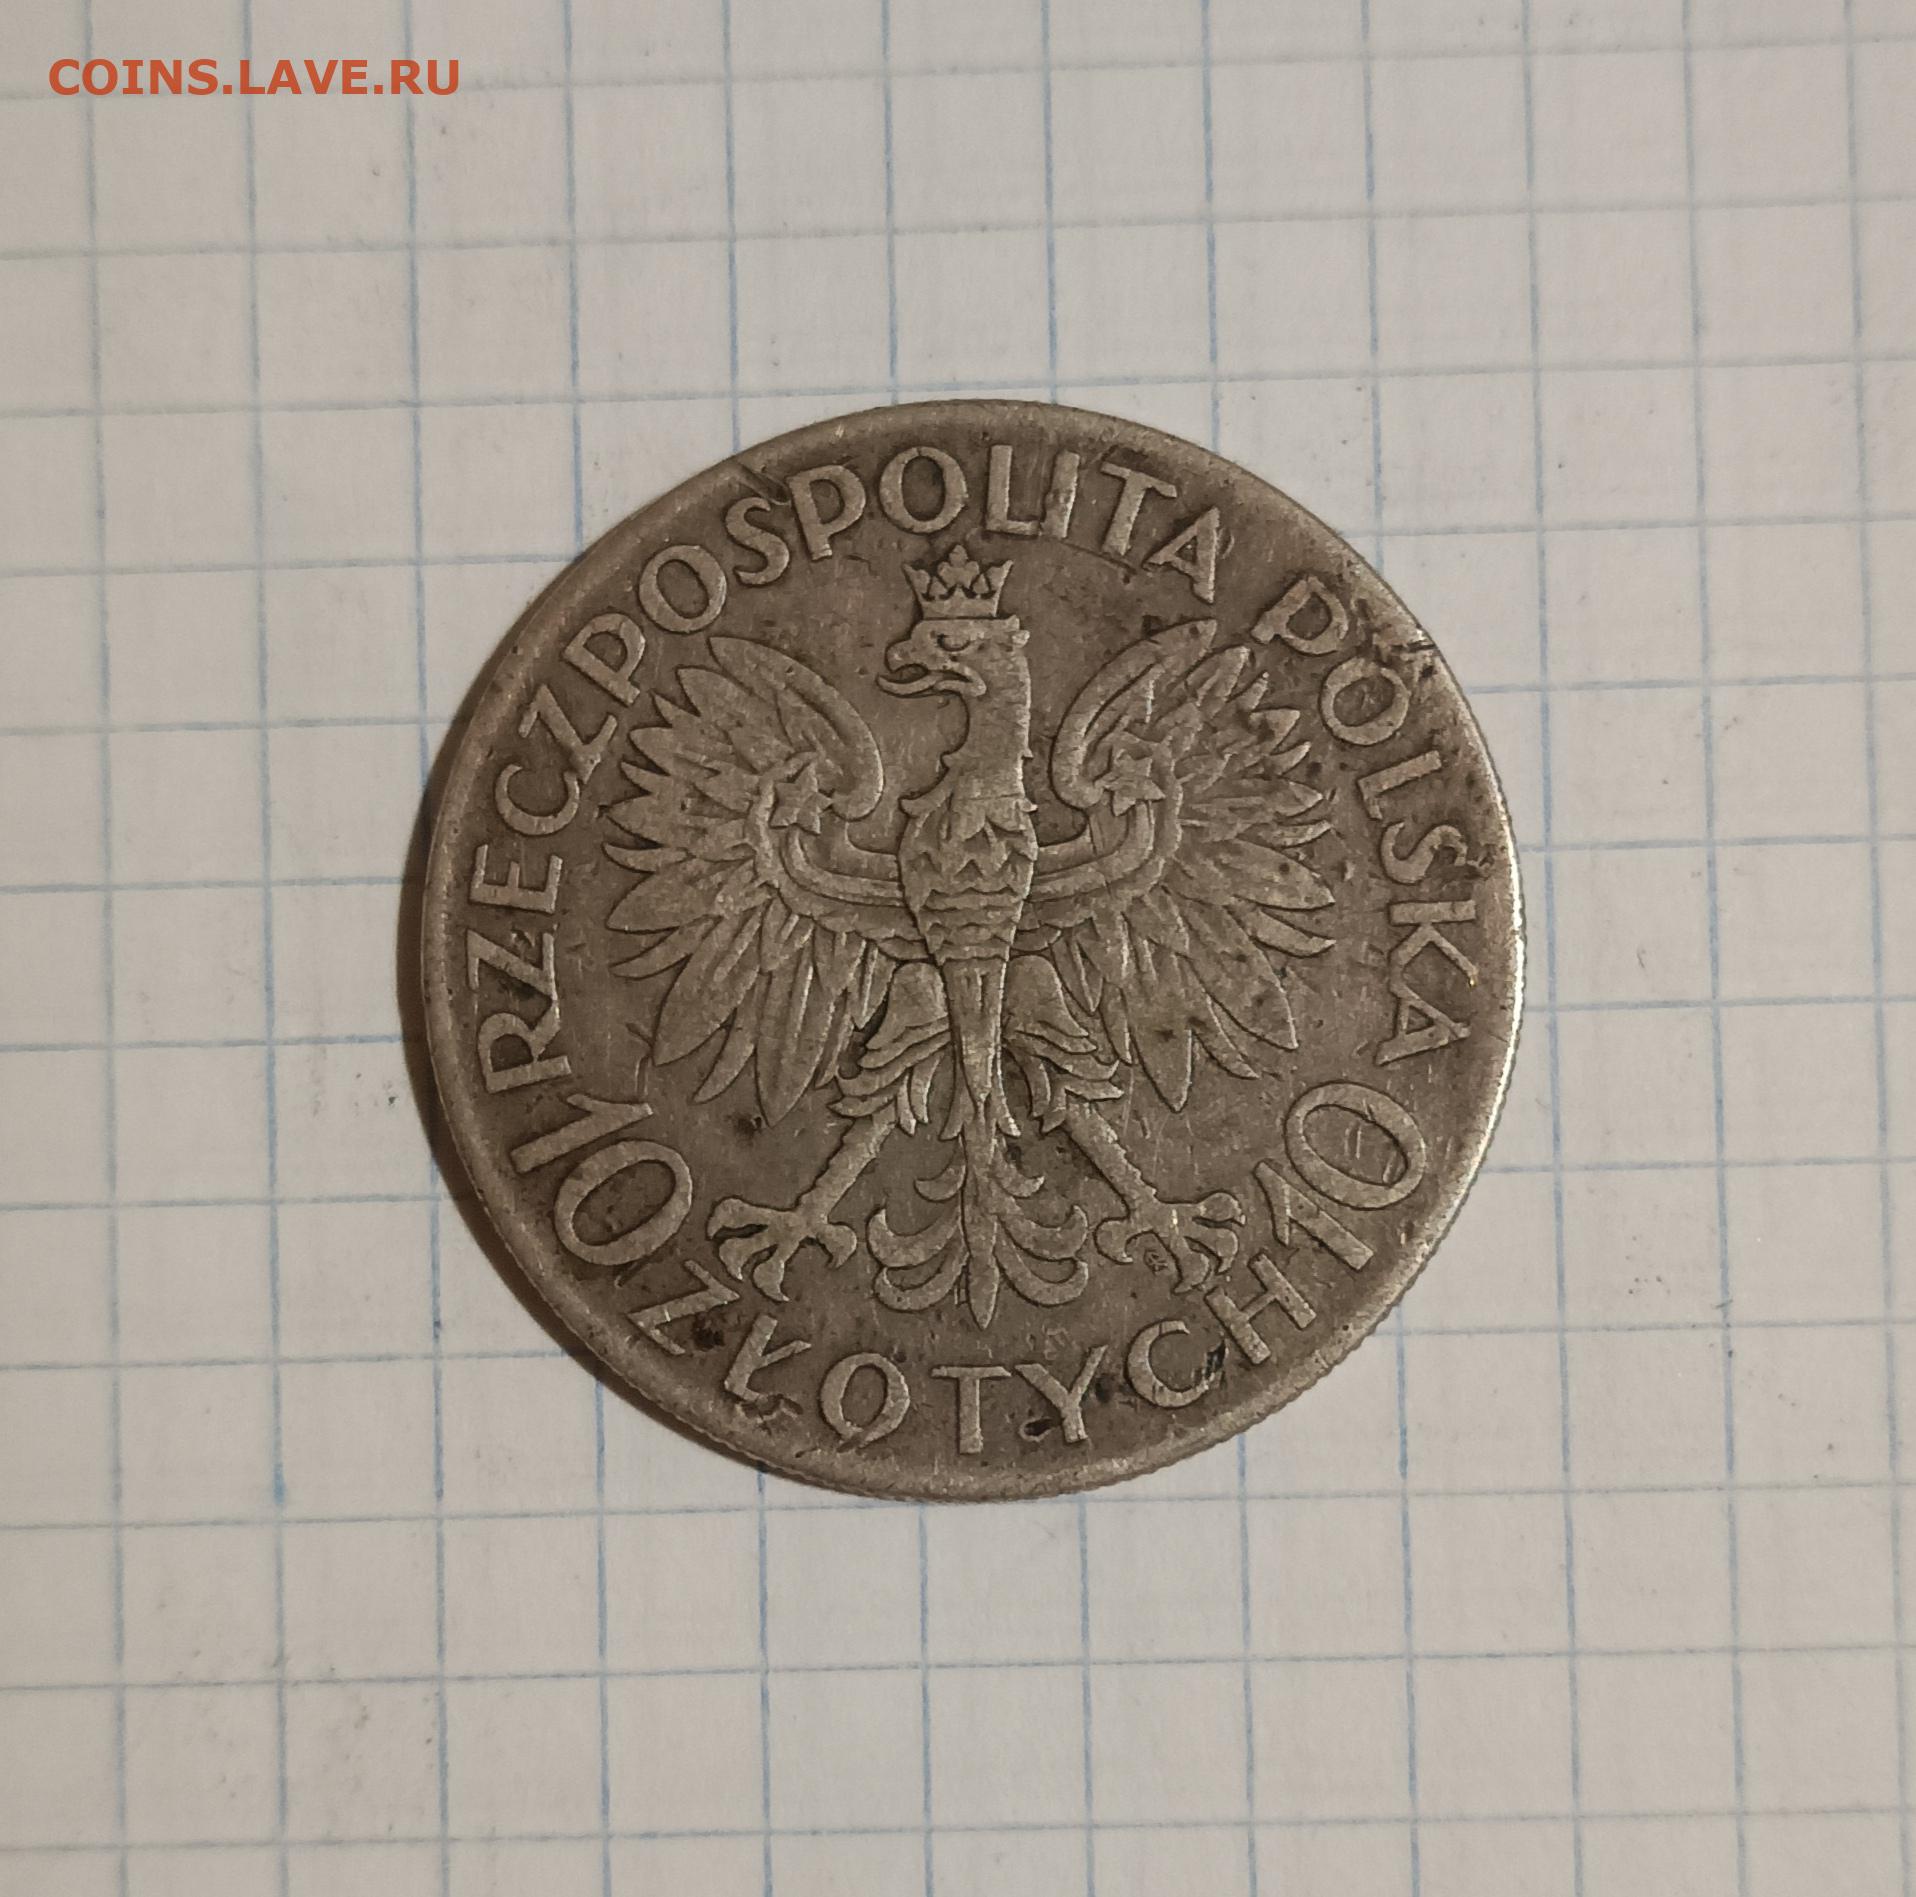 COINS.LAVE.RU
RZECZPOSPOLITA POLSKA
10 ZŁOTYCH 10